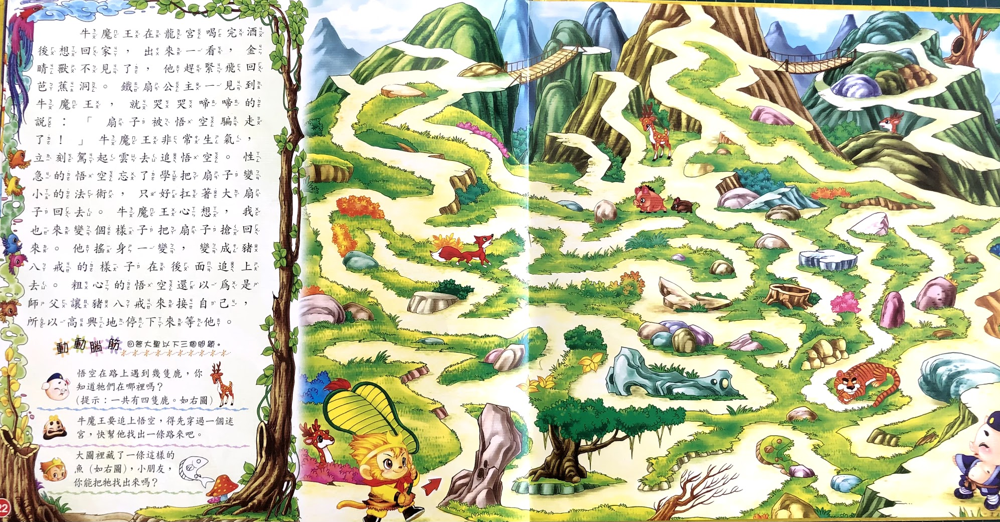 牛魔王在龍宮喝完酒
後想回家，出來一看，金
睛獸不見了，他趕緊飛回
芭蕉洞。鐵扇公主一見到
牛魔王，就哭哭啼啼的
説：「扇子被悟空騙走
了！」牛魔王非常生氣，
立刻駕起雲去追悟空。性
急的悟空忘了學把扇子變
小的法術，只好扛著大扇
子回去。牛魔王心想，我
也來變個樣子把扇子搶回
來。他搖身一變，變成豬
八戒的樣子在後面追上
去。粗心的悟空還以為是
師父讓豬八戒來接自己，
所以高興地停下來等他。
動動腦筋 回答大聖以下三個問題。
悟空在路上遇到幾隻鹿，你
知道牠們在哪裡嗎？
(提示：一共有四隻鹿。如右圖)
牛魔王要追上悟空，得先穿過一個迷
宮，快幫他找出一條路來吧。
大圖裡藏了一條這樣的
魚（如右圖），小朋友，
你能把牠找出來嗎？
22